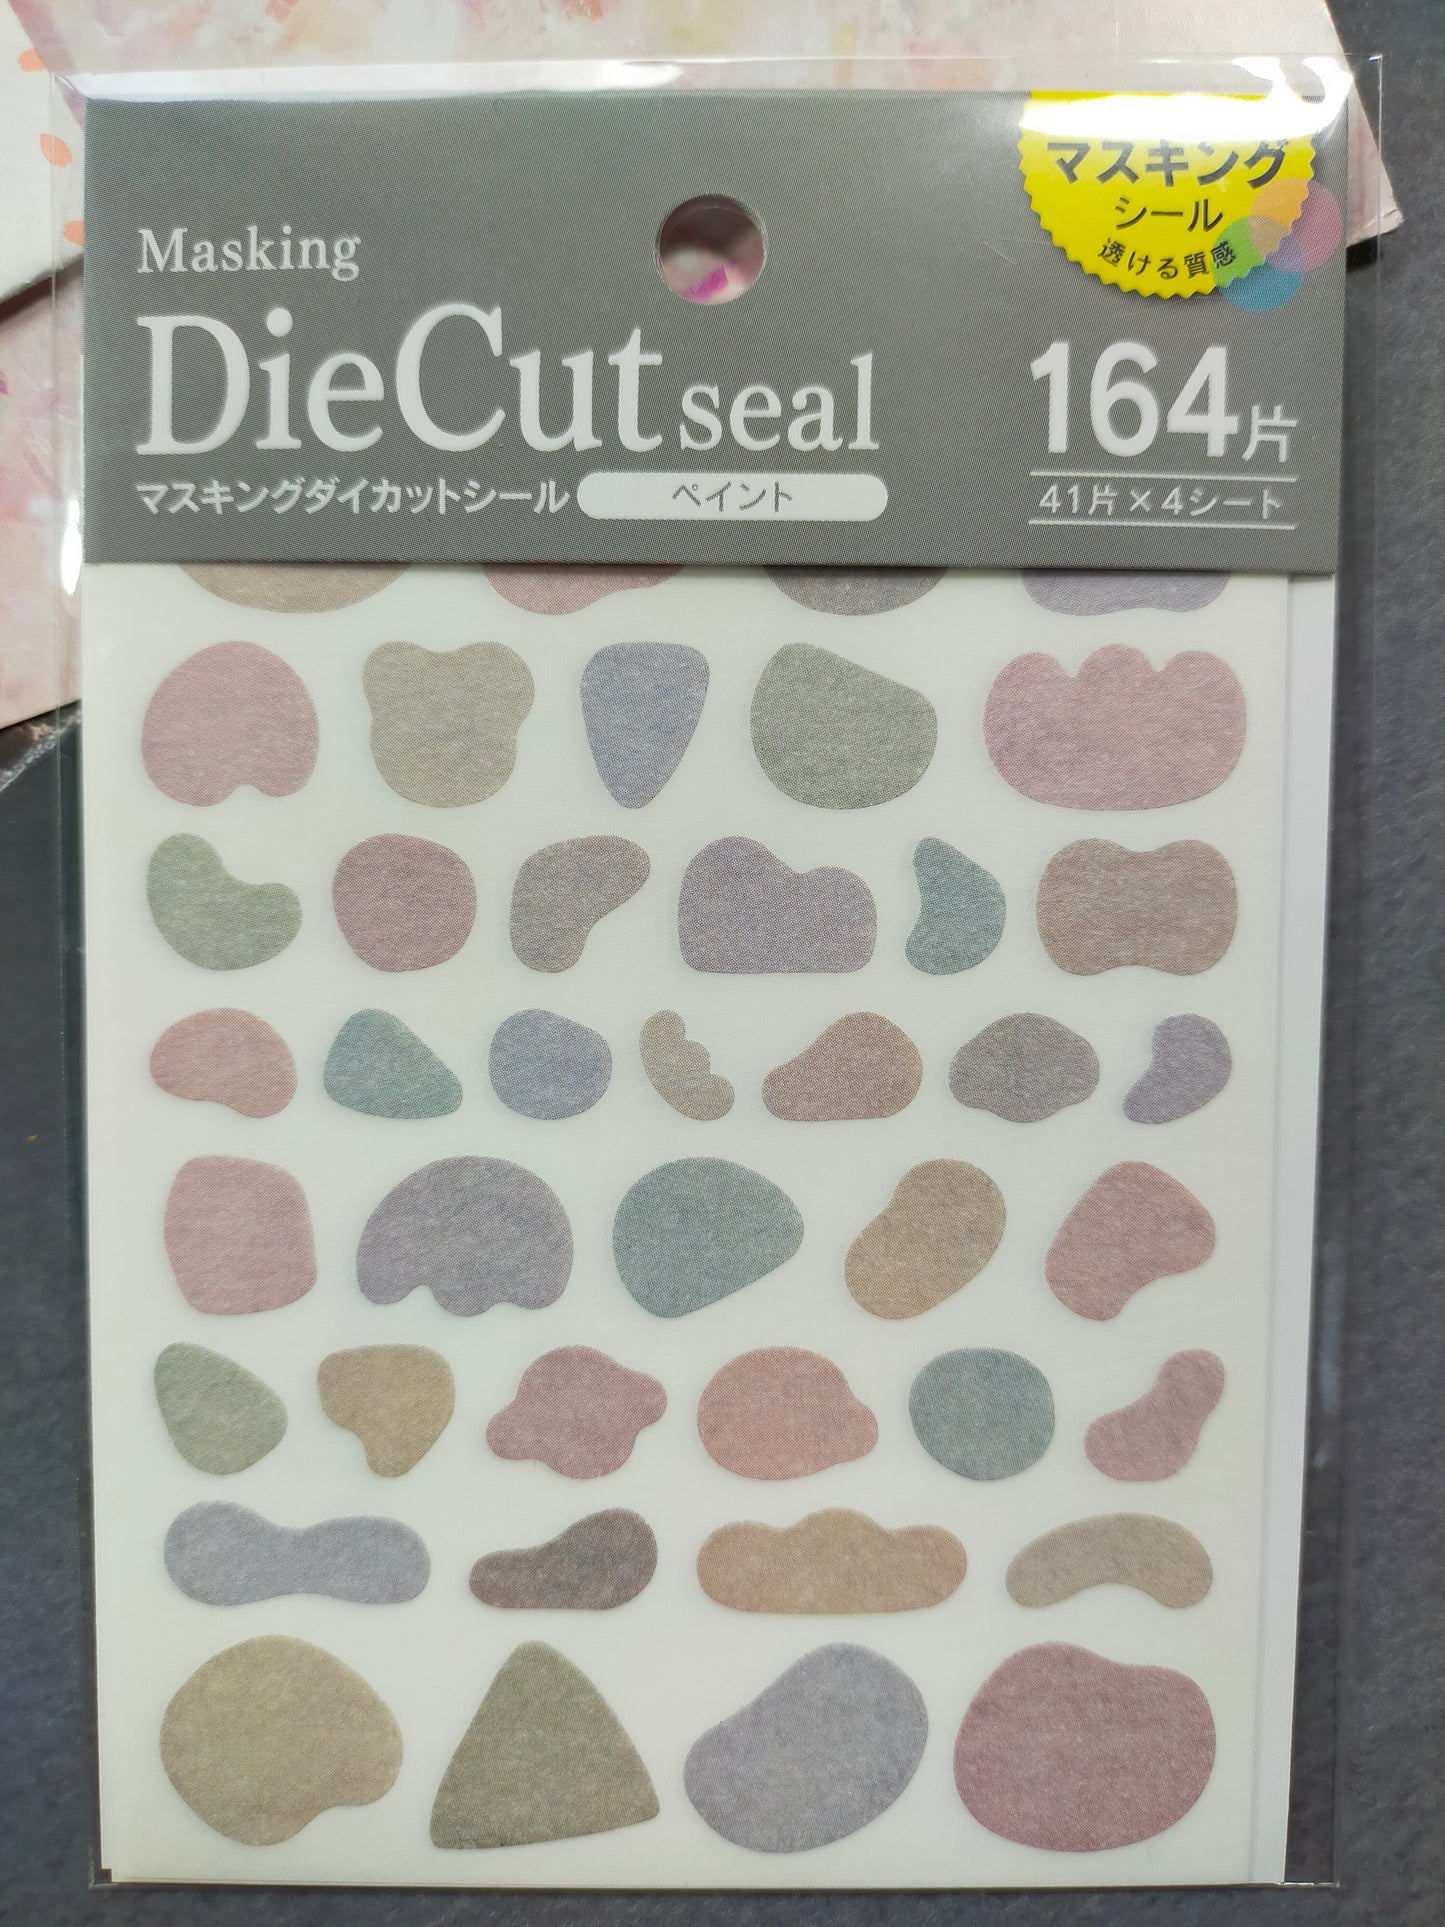 マスキング
シール
透ける質感
Masking
DieCut seal
164片
マスキングダイカットシール ペイント
41片×4シート